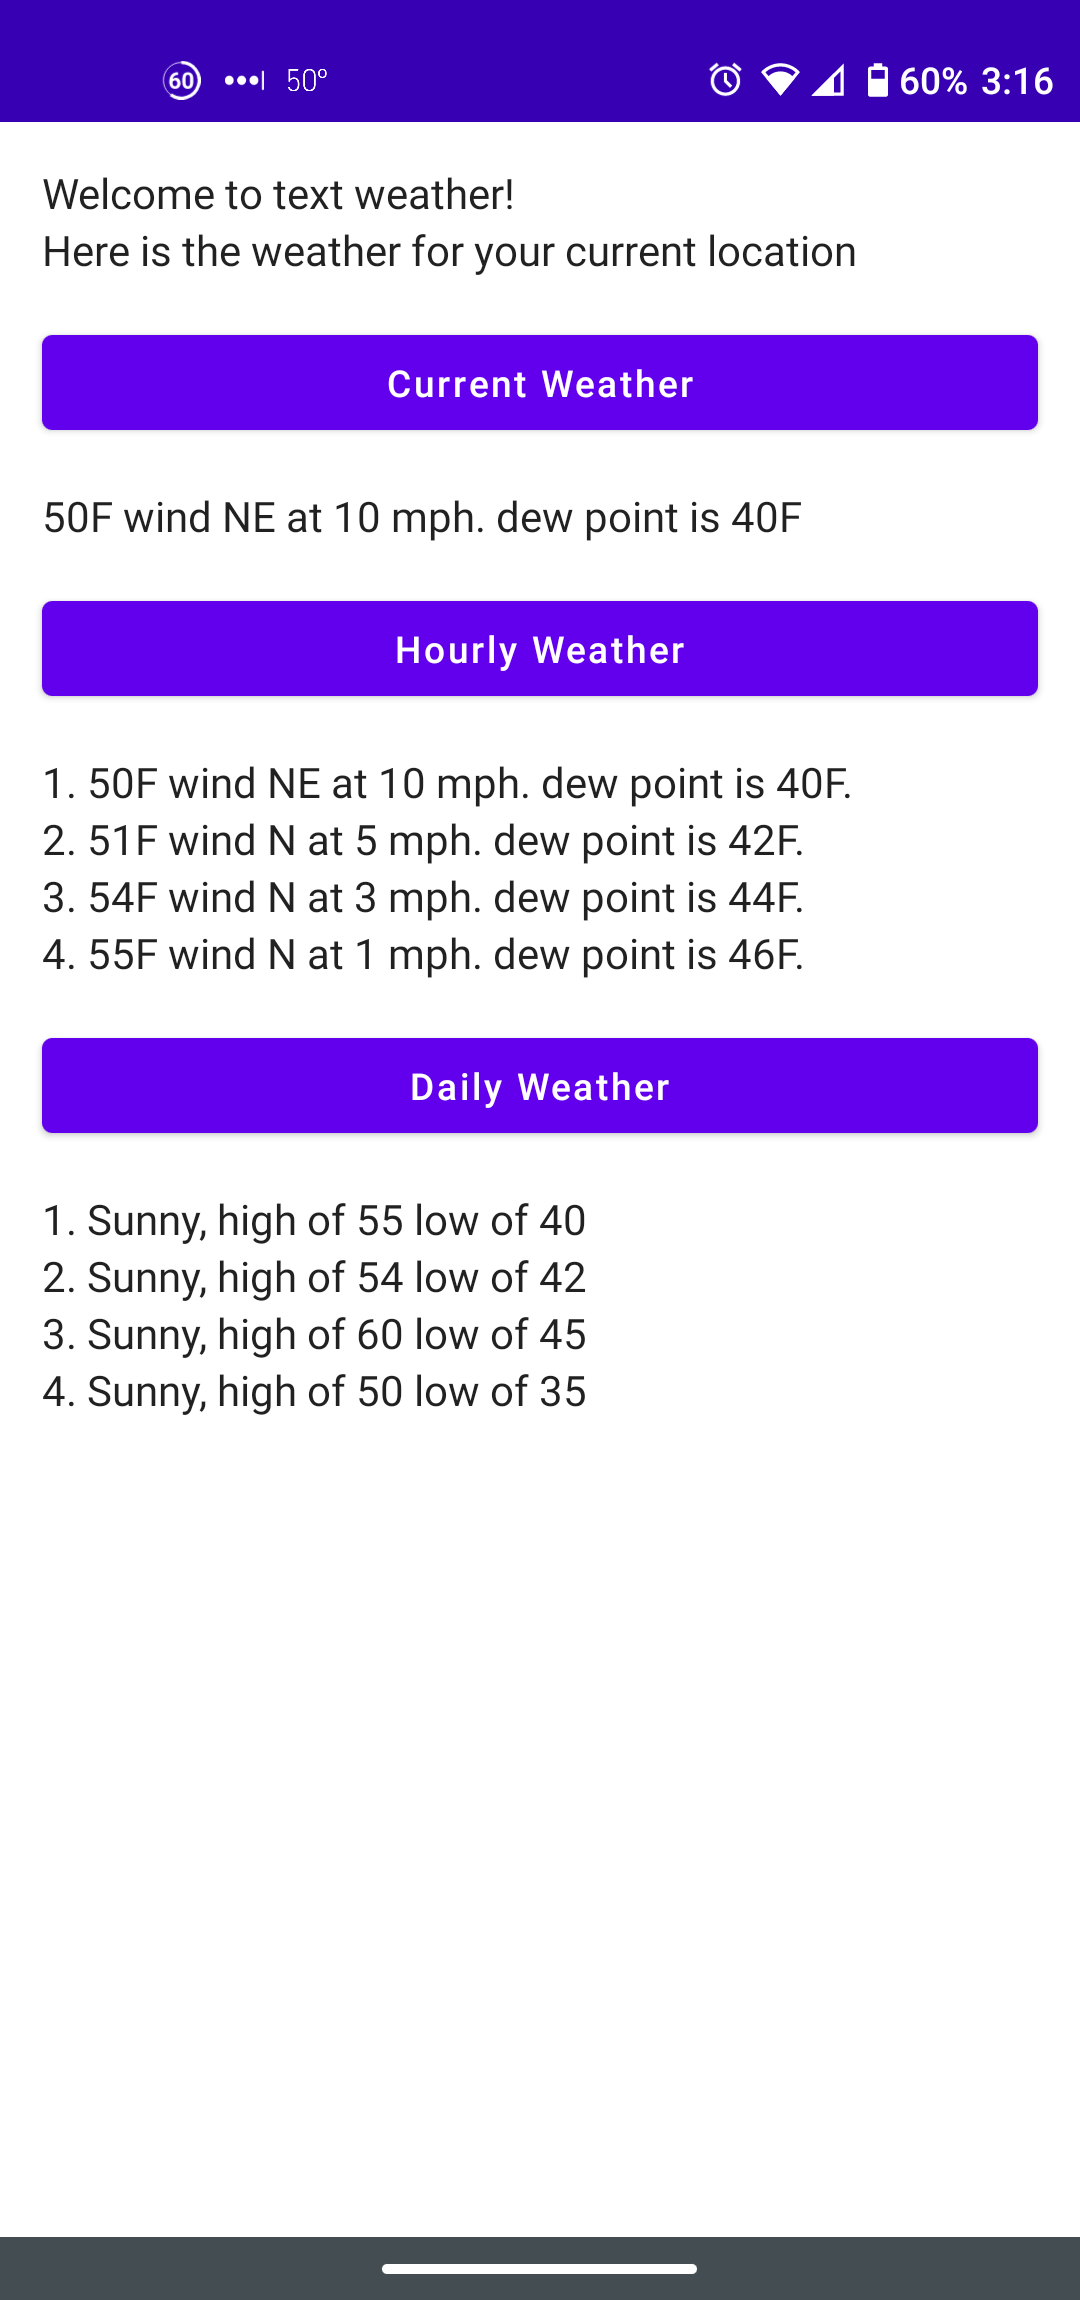 60 50° 60% 3:16
Welcome to text weather!
Here is the weather for your current location
Current Weather
50F wind NE at 10 mph. dew point is 40F
Hourly Weather
1. 50F wind NE at 10 mph. dew point is 40F.
2. 51F wind N at 5 mph. dew point is 42F.
3. 54F wind N at 3 mph. dew point is 44F.
4. 55F wind N at 1 mph. dew point is 46F.
Daily Weather
1. Sunny, high of 55 low of 40
2. Sunny, high of 54 low of 42
3. Sunny, high of 60 low of 45
4. Sunny, high of 50 low of 35